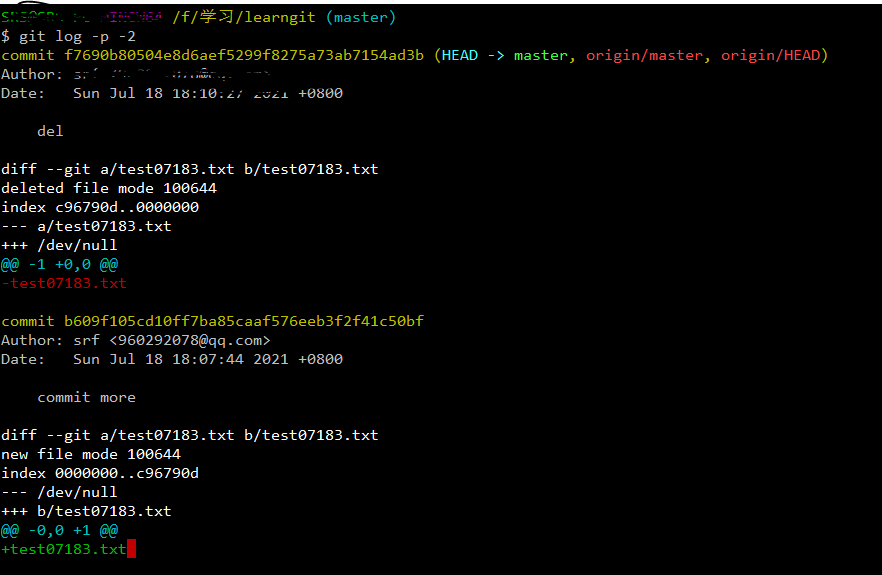 /f/学习/learngit (master)
$ git log -p -2
commit f7690b80504e8d6aef5299f8275a73ab7154ad3b (HEAD -> master, origin/master, origin/HEAD)
Author: srf
Date:   Sun Jul 18 18:10:27 2021 +0800
    del
diff --git a/test07183.txt b/test07183.txt
deleted file mode 100644
index c96790d..0000000
--- a/test07183.txt
+++ /dev/null
@@ -1 +0,0 @@
-test07183.txt
commit b609f105cd10ff7ba85caaf576eeb3f2f41c50bf
Author: srf <960292078@qq.com>
Date:   Sun Jul 18 18:07:44 2021 +0800
    commit more
diff --git a/test07183.txt b/test07183.txt
new file mode 100644
index 0000000..c96790d
--- /dev/null
+++ b/test07183.txt
@@ -0,0 +1 @@
+test07183.txt